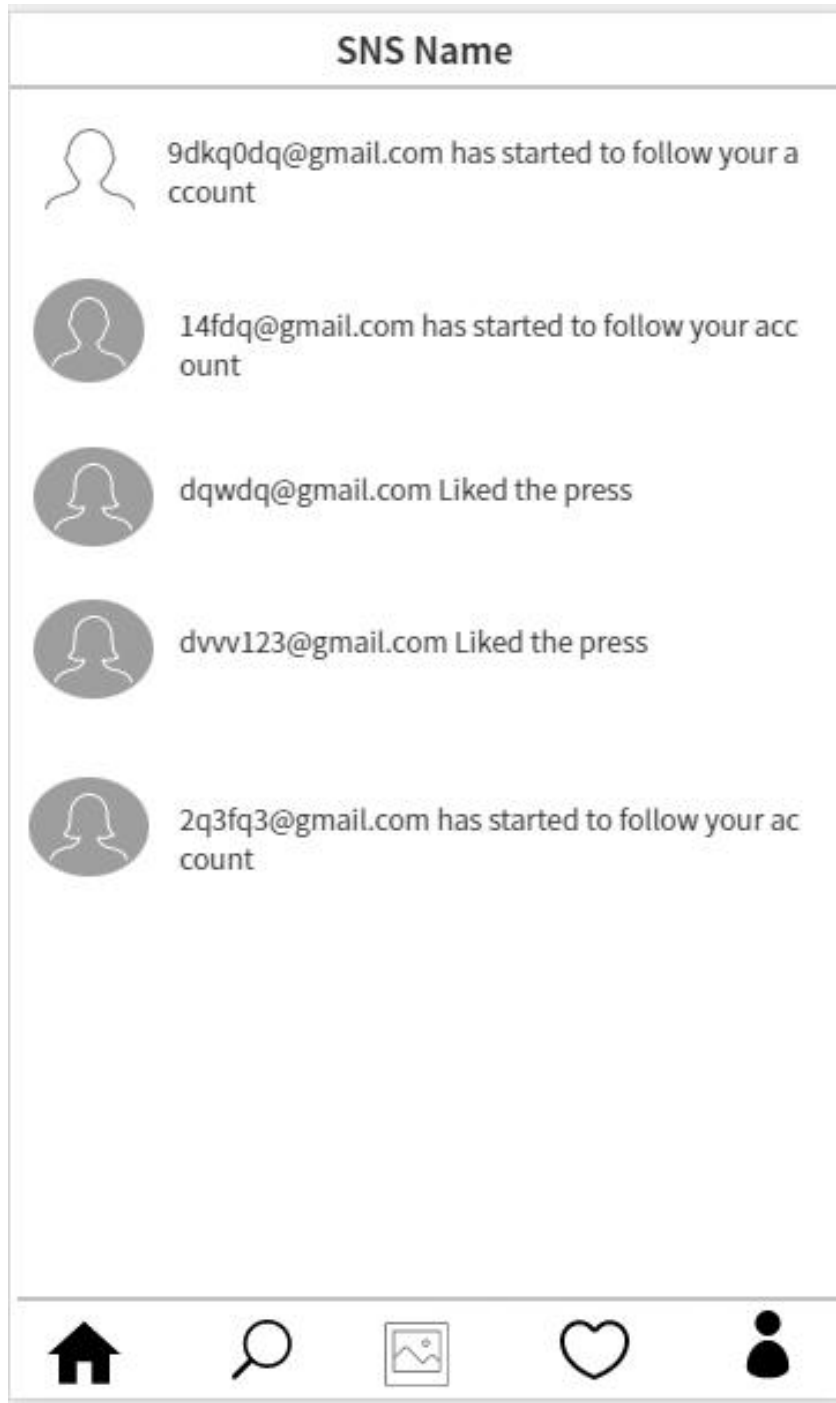 SNS Name
9dkq0dq@gmail.com has started to follow your a
ccount
14fdq@gmail.com has started to follow your acc
ount
dqwdq@gmail.com Liked the press
dvvv123@gmail.com Liked the press
2q3fq3@gmail.com has started to follow your ac
count